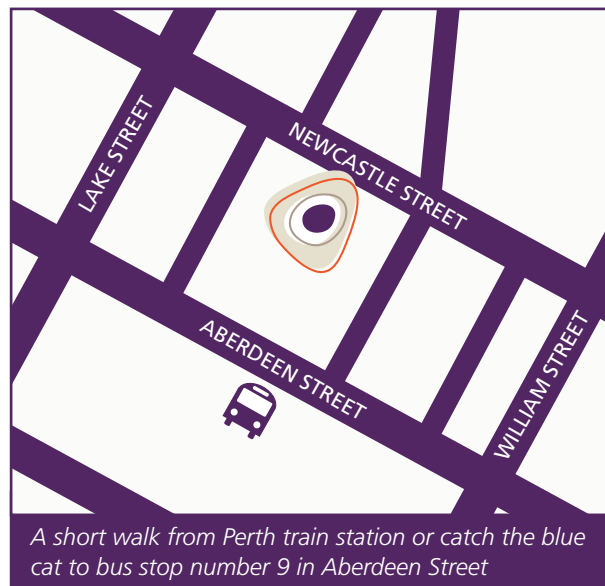 LAKE STREET
NEWCASTLE STREET
ABERDEEN STREET
WILLIAM STREET
A short walk from Perth train station or catch the blue
cat to bus stop number 9 in Aberdeen Street